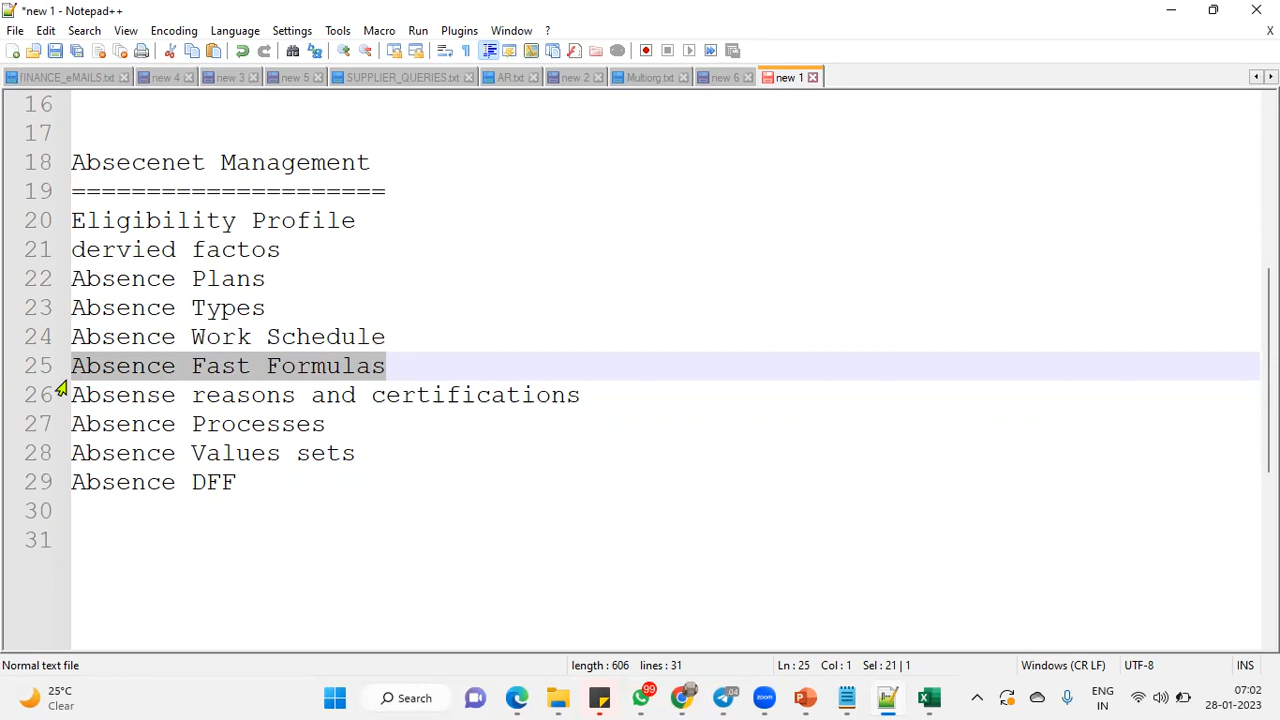 *new 1 - Notepad++
File Edit Search View Encoding Language Settings Tools Macro Run Plugins Window ? X
FINANCE_eMAILS.txt new 4 new 3 new 5 SUPPLIER_QUERIES.txt AR.txt new 2 Multiorg.txt new 6 new 1
16
17
18 Absecenet Management
19 =====================
20 Eligibility Profile
21 dervied factos
22 Absence Plans
23 Absence Types
24 Absence Work Schedule
25 Absence Fast Formulas
26 Absense reasons and certifications
27 Absence Processes
28 Absence Values sets
29 Absence DFF
30
31
Normal text file length : 606 lines : 31 Ln : 25 Col : 1 Sel : 21 | 1 Windows (CR LF) UTF-8 INS
25°C
Clear
Search
99
04
ENG
IN
07:02
28-01-2023